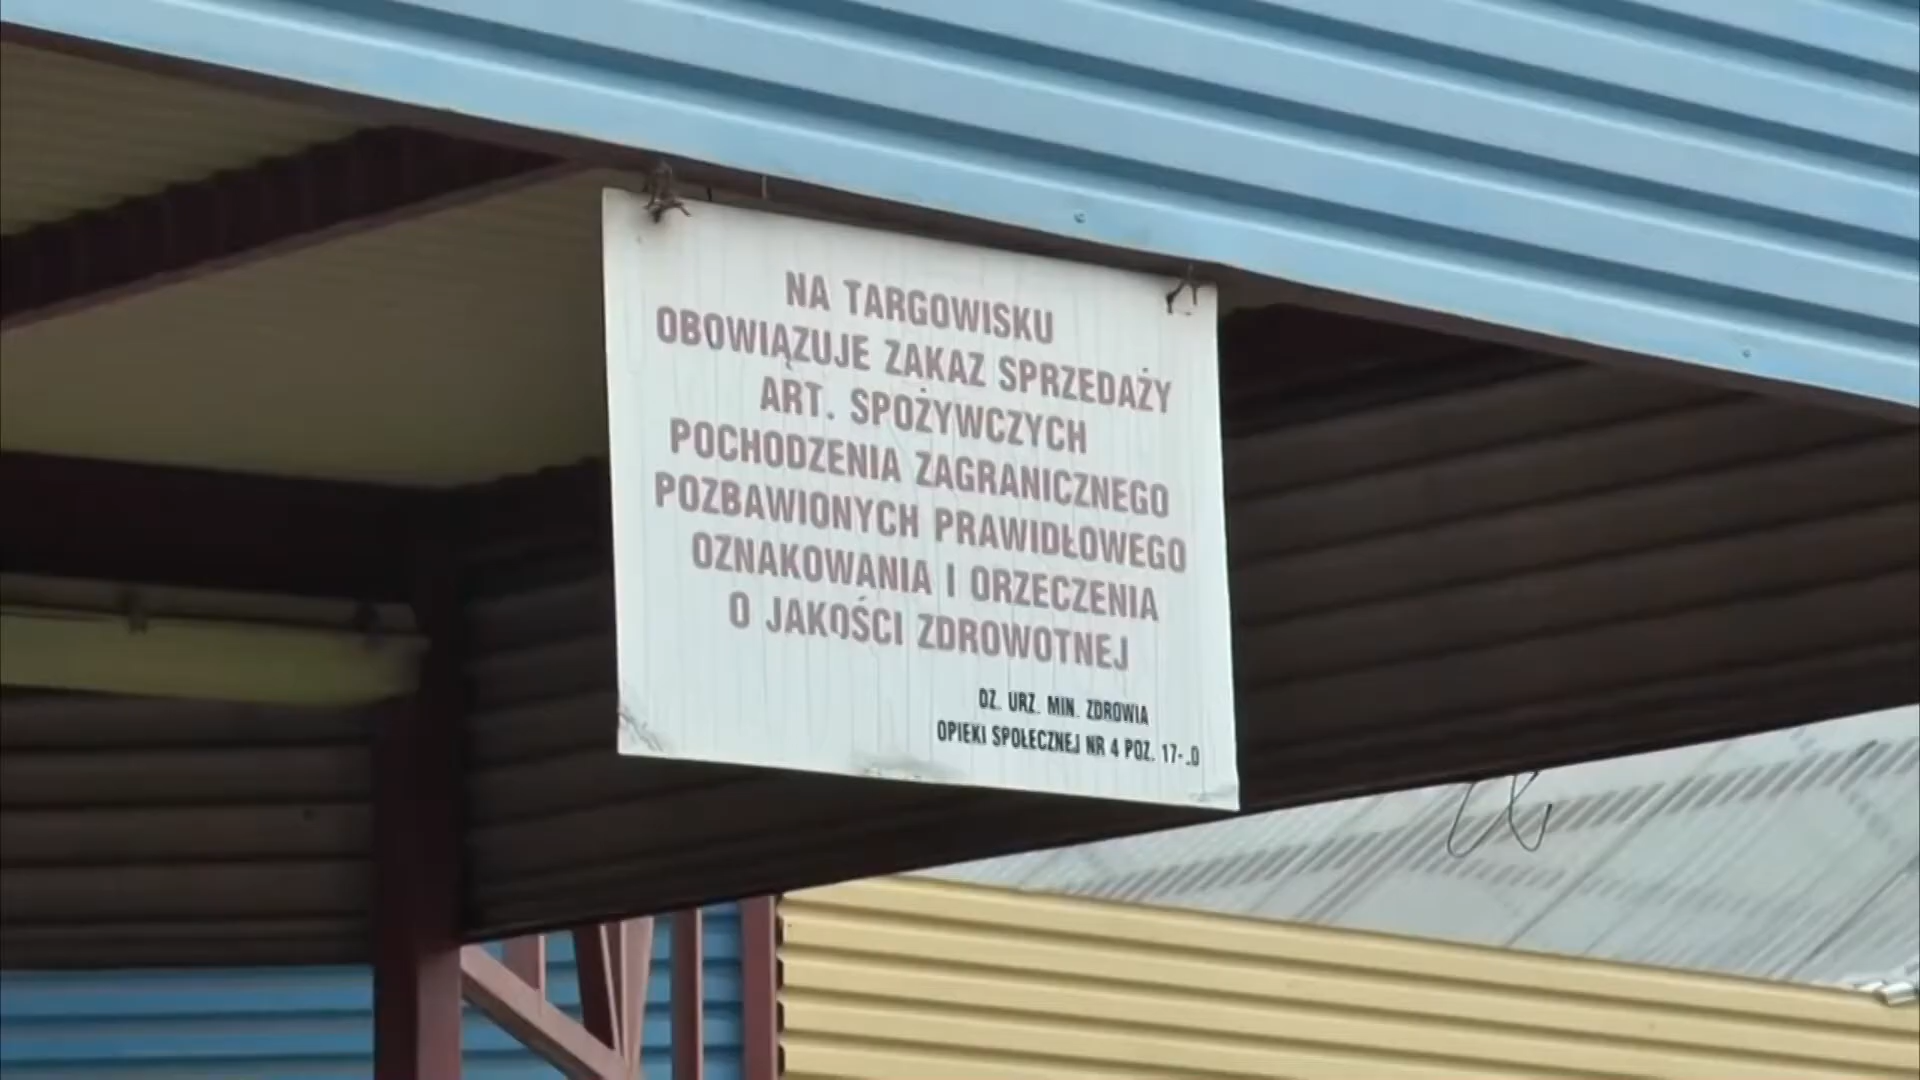 NA TARGOWISKU
OBOWIĄZUJE ZAKAZ SPRZEDAŻY
ART. SPOŻYWCZYCH
POCHODZENIA ZAGRANICZNEGO
POZBAWIONYCH PRAWIDŁOWEGO
OZNAKOWANIA I ORZECZENIA
O JAKOŚCI ZDROWOTNEJ
DZ. URZ. MIN. ZDROWIA
OPIEKI SPOŁECZNEJ NR 4 POZ.